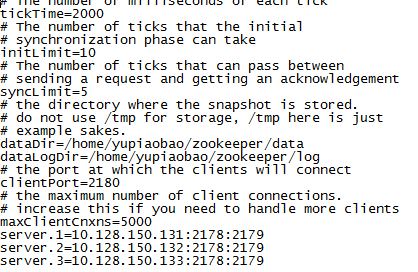 # The number of milliseconds of each tick
tickTime=2000
# The number of ticks that the initial
# synchronization phase can take
initLimit=10
# The number of ticks that can pass between
# sending a request and getting an acknowledgement
syncLimit=5
# the directory where the snapshot is stored.
# do not use /tmp for storage, /tmp here is just
# example sakes.
dataDir=/home/yupiaobao/zookeeper/data
dataLogDir=/home/yupiaobao/zookeeper/log
# the port at which the clients will connect
clientPort=2180
# the maximum number of client connections.
# increase this if you need to handle more clients
maxClientCnxns=5000
server.1=10.128.150.131:2178:2179
server.2=10.128.150.132:2178:2179
server.3=10.128.150.133:2178:2179